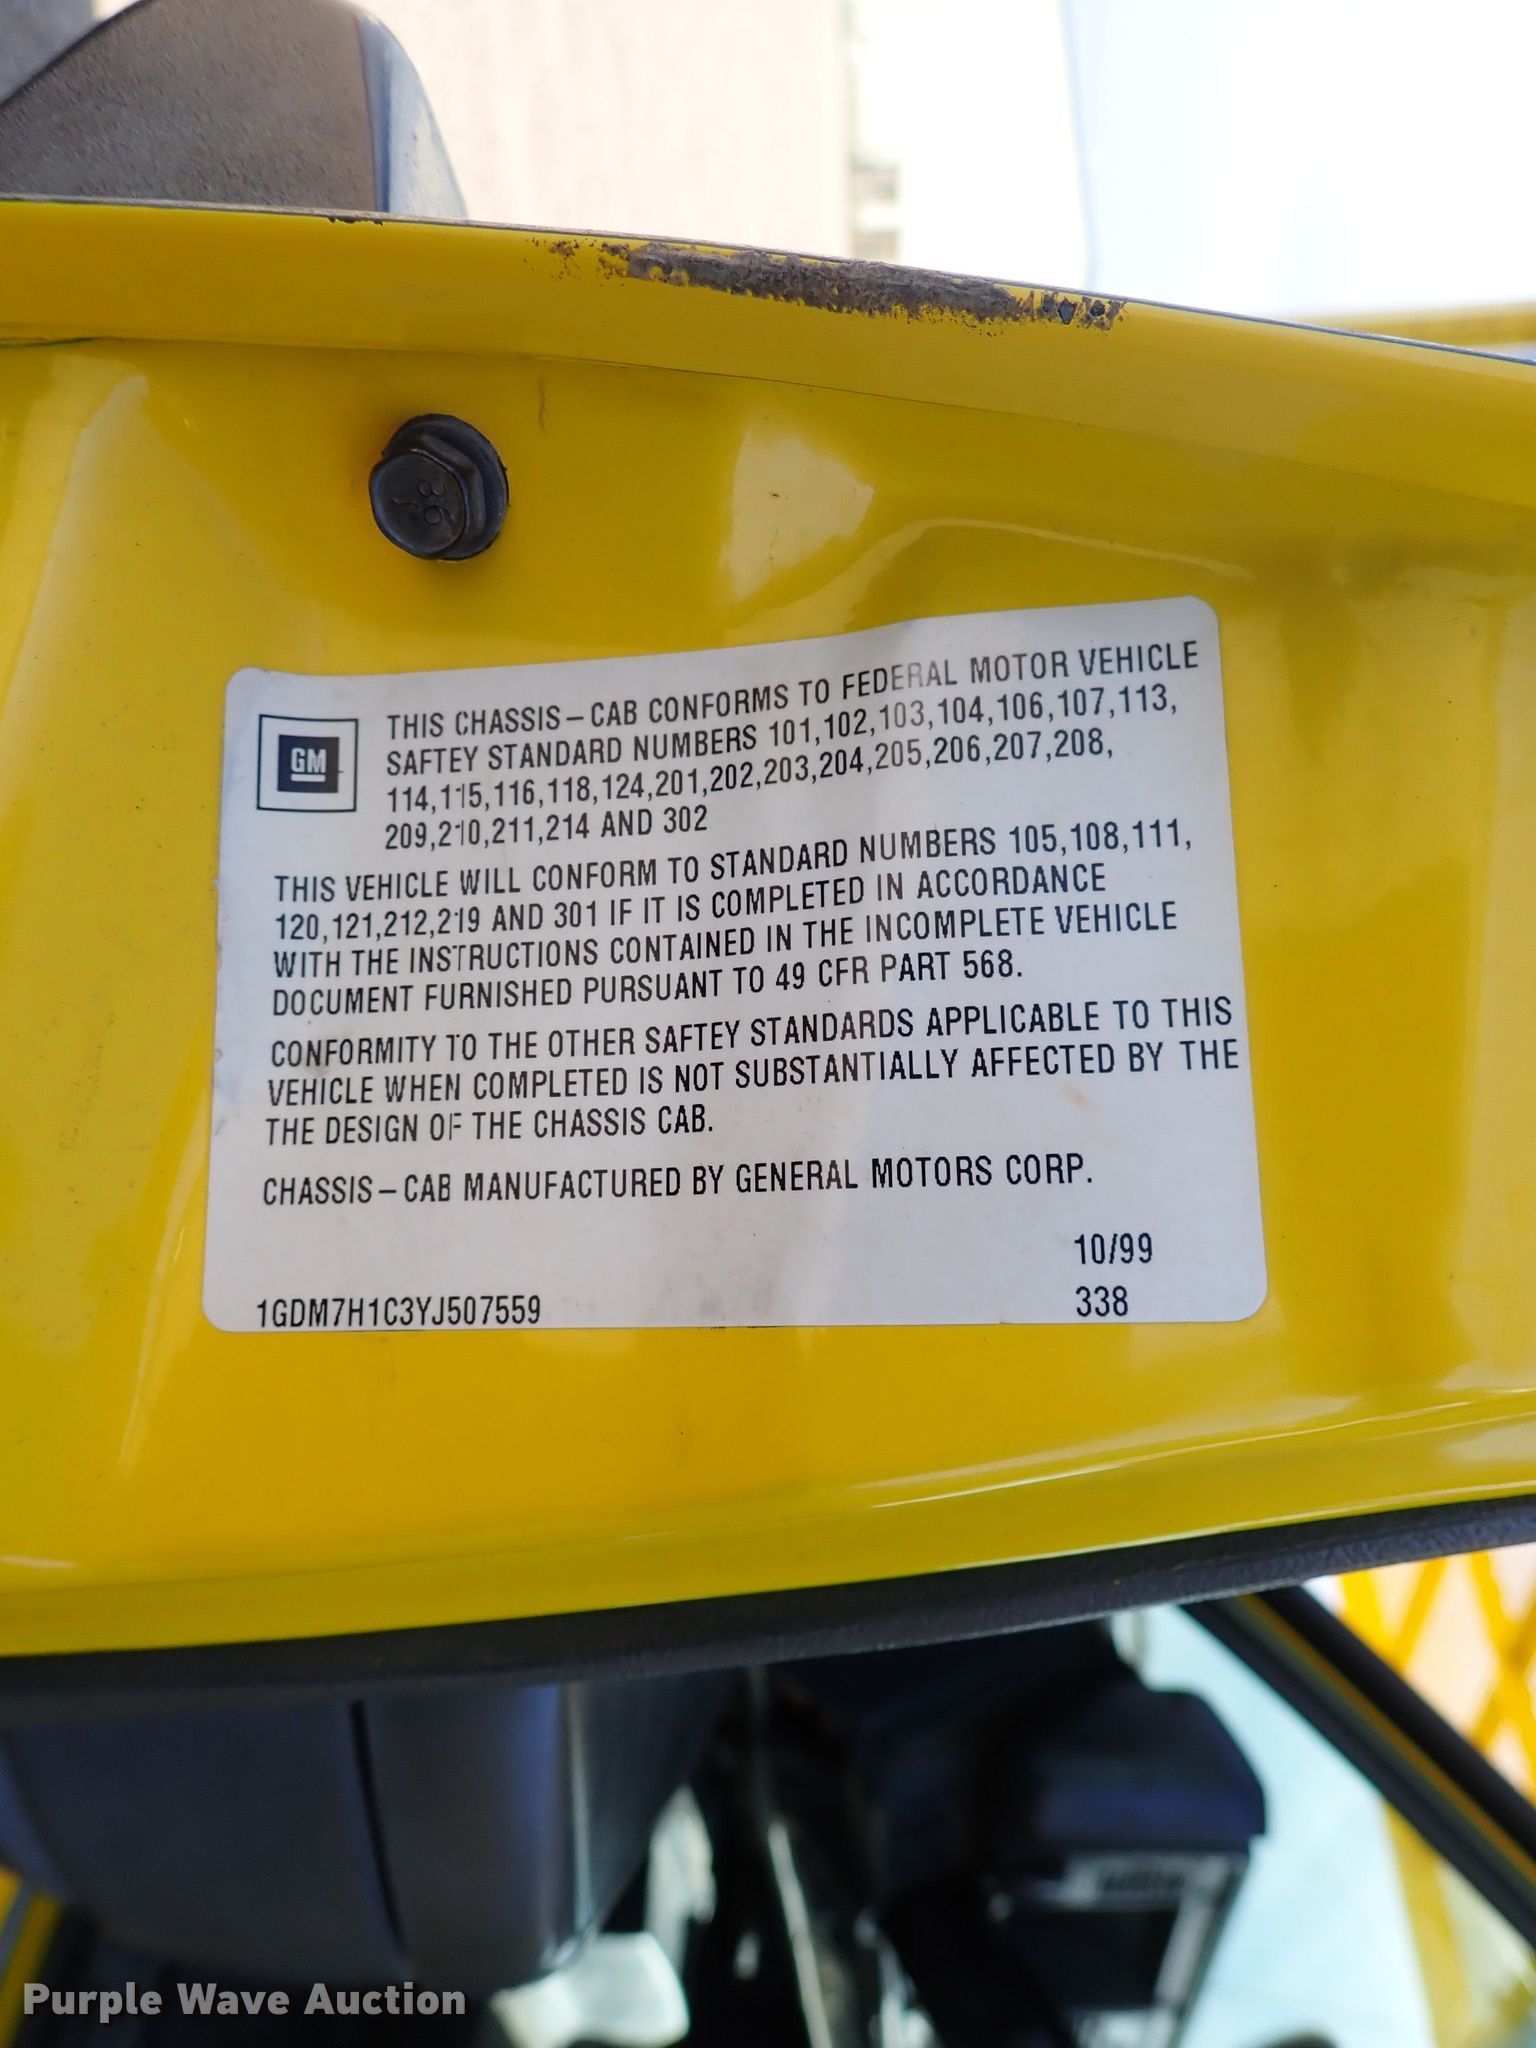 86
GM
THIS CHASSIS-CAB CONFORMS TO FEDERAL MOTOR VEHICLE
SAFTEY STANDARD NUMBERS 101,102,103,104,106,107,113,
114,115,116,118,124,201,202,203,204,205,206,207,208,
209,210,211,214 AND 302
THIS VEHICLE WILL CONFORM TO STANDARD NUMBERS 105,108,111,
120,121,212,219 AND 301 IF IT IS COMPLETED IN ACCORDANCE
WITH THE INSTRUCTIONS CONTAINED IN THE INCOMPLETE VEHICLE
DOCUMENT FURNISHED PURSUANT TO 49 CFR PART 568.
CONFORMITY TO THE OTHER SAFTEY STANDARDS APPLICABLE TO THIS
VEHICLE WHEN COMPLETED IS NOT SUBSTANTIALLY AFFECTED BY THE
THE DESIGN OF THE CHASSIS CAB.
CHASSIS-CAB MANUFACTURED BY GENERAL MOTORS CORP.
10/99
1GDM7H1C3YJ507559
338
Purple Wave Auction